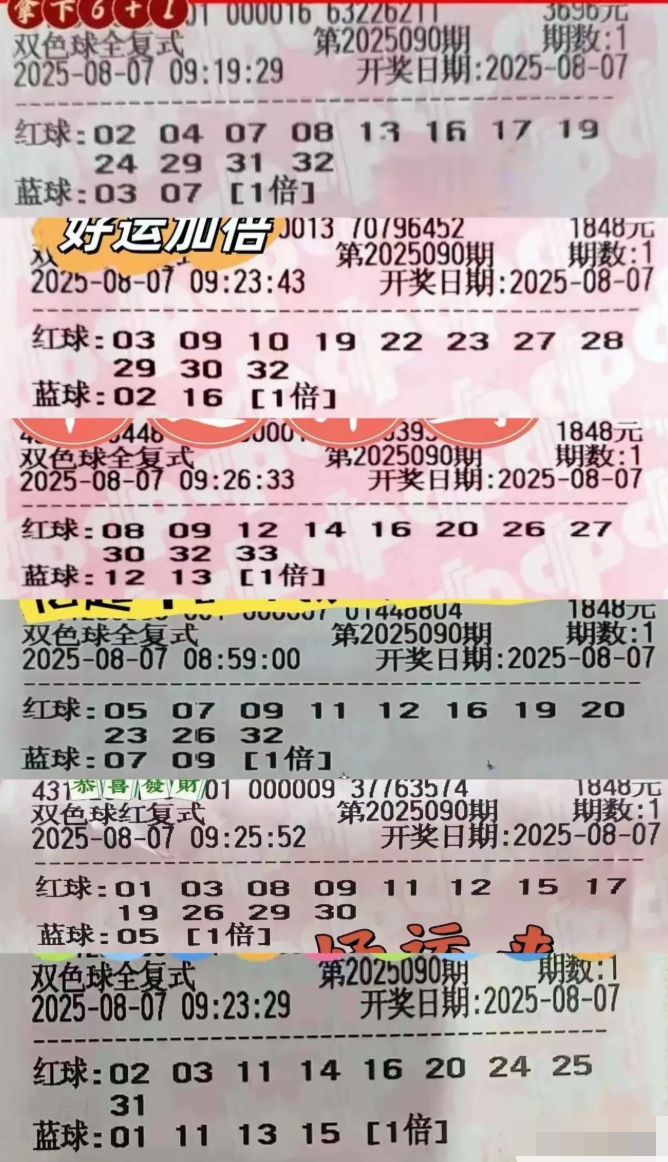 拿下6+1
01 000016 63226211 3696元
双色球全复式 第2025090期 期数:1
2025-08-07 09:19:29 开奖日期:2025-08-07
红球:02 04 07 08 13 16 17 19
24 29 31 32
蓝球:03 07 [1倍]
好运加倍
0013 70796452 1848元
双 第2025090期 期数:1
2025-08-07 09:23:43 开奖日期:2025-08-07
红球:03 09 10 19 22 23 27 28
29 30 32
蓝球:02 16 [1倍]
1848元
双色球全复式 第2025090期 期数:1
2025-08-07 09:26:33 开奖日期:2025-08-07
红球:08 09 12 14 16 20 26 27
30 32 33
蓝球:12 13 [1倍]
01448804 1848元
双色球全复式 第2025090期 期数:1
2025-08-07 08:59:00 开奖日期:2025-08-07
红球:05 07 09 11 12 16 19 20
23 26 32
蓝球:07 09 [1倍]
恭喜發財
431 01 000009 37763574 1848元
双色球红复式 第2025090期 期数:1
2025-08-07 09:25:52 开奖日期:2025-08-07
红球:01 03 08 09 11 12 15 17
19 26 29 30
蓝球:05 [1倍]
好运来
双色球全复式 第2025090期 期数:1
2025-08-07 09:23:29 开奖日期:2025-08-07
红球:02 03 11 14 16 20 24 25
31
蓝球:01 11 13 15 [1倍]